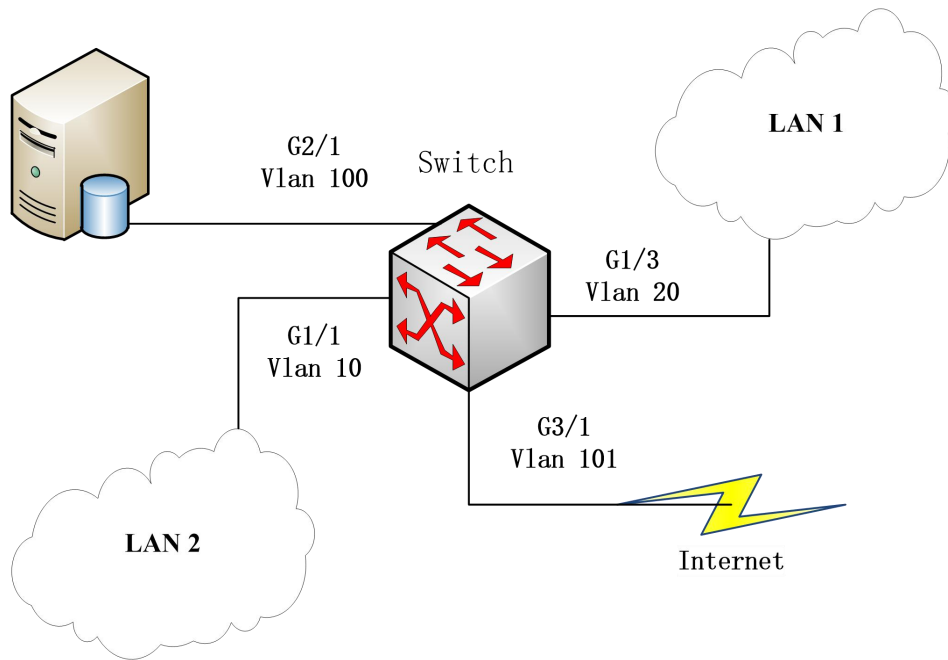 LAN 1
G2/1
Vlan 100
Switch
G1/3
Vlan 20
G1/1
Vlan 10
G3/1
Vlan 101
LAN 2
Internet